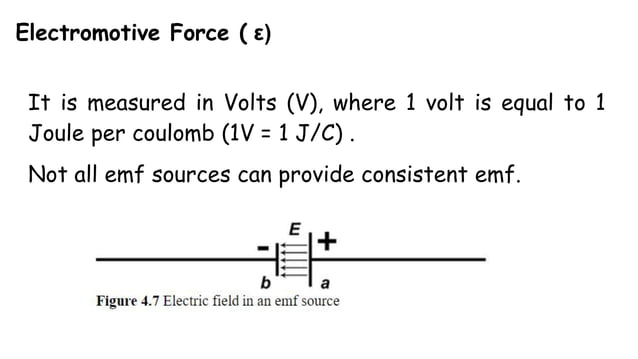 Electromotive Force ( ε)
It is measured in Volts (V), where 1 volt is equal to 1
Joule per coulomb (1V = 1 J/C) .
Not all emf sources can provide consistent emf.
E
- +
b a
Figure 4.7 Electric field in an emf source